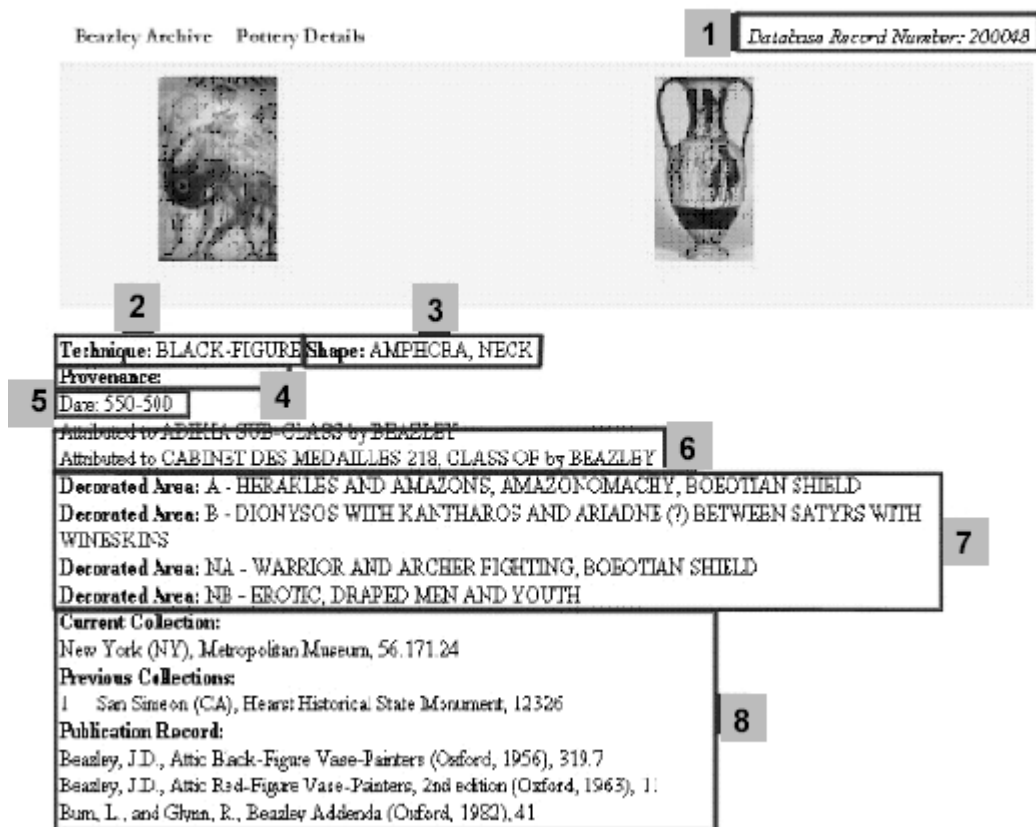 Beazley Archive Pottery Details
1 Database Record Number: 200048
2
3
Technique: BLACK-FIGURE Shape: AMPHORA, NECK
Provenance:
4
5 Date: 550-500
Attributed to ADIKIA SUB-CLASS by BEAZLEY
6
Attributed to CABINET DES MEDAILLES 218, CLASS OF by BEAZLEY
Decorated Area: A - HERAKLES AND AMAZONS, AMAZONOMACHY, BOEOTIAN SHIELD
Decorated Area: B - DIONYSOS WITH KANTHAROS AND ARIADNE (?) BETWEEN SATYRS WITH
WINESKINS
7
Decorated Area: NA - WARRIOR AND ARCHER FIGHTING, BOEOTIAN SHIELD
Decorated Area: NB - EROTIC, DRAPED MEN AND YOUTH
Current Collection:
New York (NY), Metropolitan Museum, 56.171.24
Previous Collections:
1 San Simeon (CA), Hearst Historical State Monument, 12326
Publication Record:
8
Beazley, J.D., Attic Black-Figure Vase-Painters (Oxford, 1956), 319.7
Beazley, J.D., Attic Red-Figure Vase-Painters, 2nd edition (Oxford, 1963),
Burn, L., and Glynn, R., Beazley Addenda (Oxford, 1982), 41